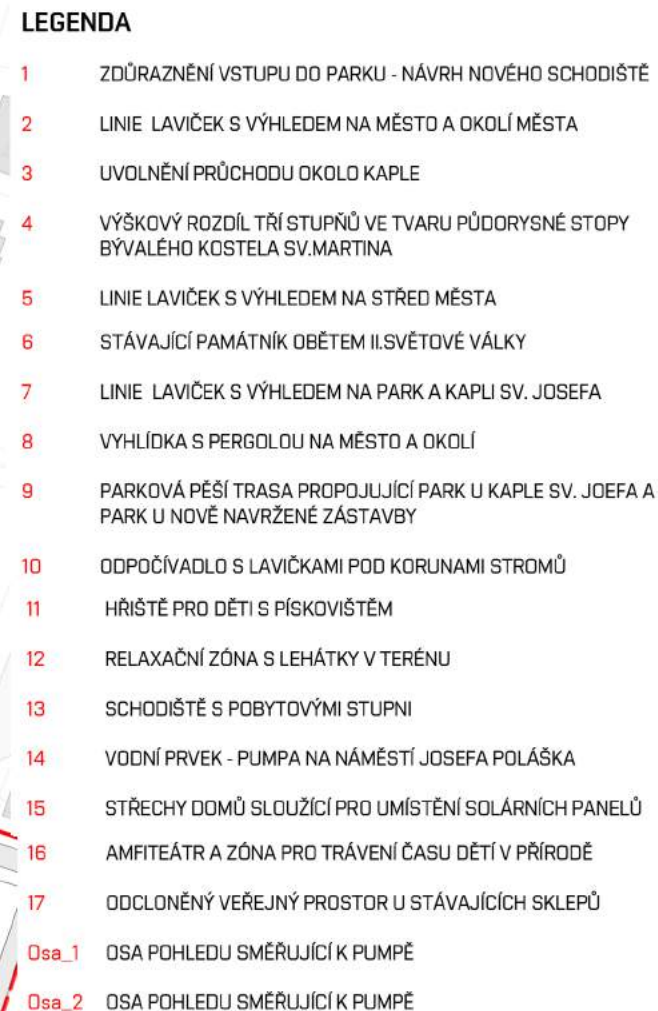 LEGENDA
1 ZDŮRAZNĚNÍ VSTUPU DO PARKU - NÁVRH NOVÉHO SCHODIŠTĚ
2 LINIE LAVIČEK S VÝHLEDEM NA MĚSTO A OKOLÍ MĚSTA
3 UVOLNĚNÍ PRŮCHODU OKOLO KAPLE
4 VÝŠKOVÝ ROZDÍL TŘÍ STUPŇŮ VE TVARU PŮDORYSNÉ STOPY
BÝVALÉHO KOSTELA SV.MARTINA
5 LINIE LAVIČEK S VÝHLEDEM NA STŘED MĚSTA
6 STÁVAJÍCÍ PAMÁTNÍK OBĚTEM II.SVĚTOVÉ VÁLKY
7 LINIE LAVIČEK S VÝHLEDEM NA PARK A KAPLI SV. JOSEFA
8 VYHLÍDKA S PERGOLOU NA MĚSTO A OKOLÍ
9 PARKOVÁ PĚŠÍ TRASA PROPOJUJÍCÍ PARK U KAPLE SV. JOEFA A
PARK U NOVĚ NAVRŽENÉ ZÁSTAVBY
10 ODPOČÍVADLO S LAVIČKAMI POD KORUNAMI STROMŮ
11 HŘIŠTĚ PRO DĚTI S PÍSKOVIŠTĚM
12 RELAXAČNÍ ZÓNA S LEHÁTKY V TERÉNU
13 SCHODIŠTĚ S POBYTOVÝMI STUPNI
14 VODNÍ PRVEK - PUMPA NA NÁMĚSTÍ JOSEFA POLÁŠKA
15 STŘECHY DOMŮ SLOUŽÍCÍ PRO UMÍSTĚNÍ SOLÁRNÍCH PANELŮ
16 AMFITEÁTR A ZÓNA PRO TRÁVENÍ ČASU DĚTÍ V PŘÍRODĚ
17 ODCLONĚNÝ VEŘEJNÝ PROSTOR U STÁVAJÍCÍCH SKLEPŮ
Osa_1 OSA POHLEDU SMĚŘUJÍCÍ K PUMPĚ
Osa_2 OSA POHLEDU SMĚŘUJÍCÍ K PUMPĚ